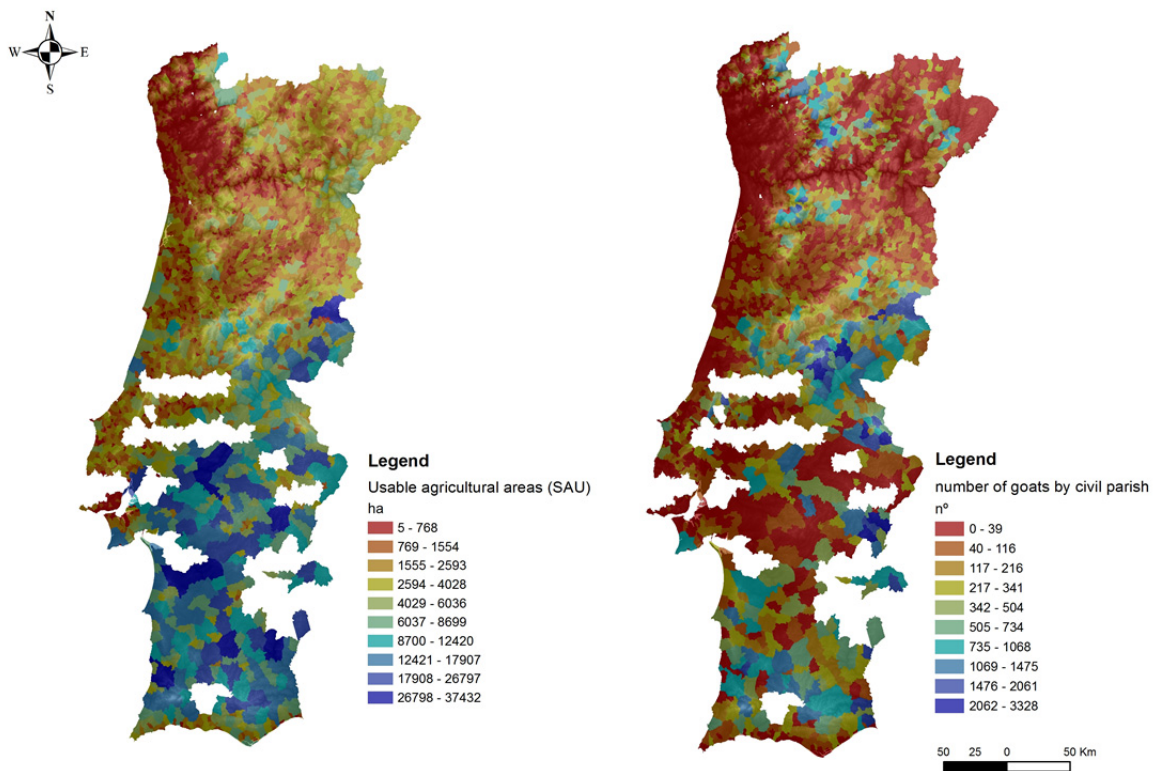 N
W E
S
Legend
Usable agricultural areas (SAU)
ha
5 - 768
769 - 1554
1555 - 2593
2594 - 4028
4029 - 6036
6037 - 8699
8700 - 12420
12421 - 17907
17908 - 26797
26798 - 37432
Legend
number of goats by civil parish
nº
0 - 39
40 - 116
117 - 216
217 - 341
342 - 504
505 - 734
735 - 1068
1069 - 1475
1476 - 2061
2062 - 3328
50 25 0 50 Km